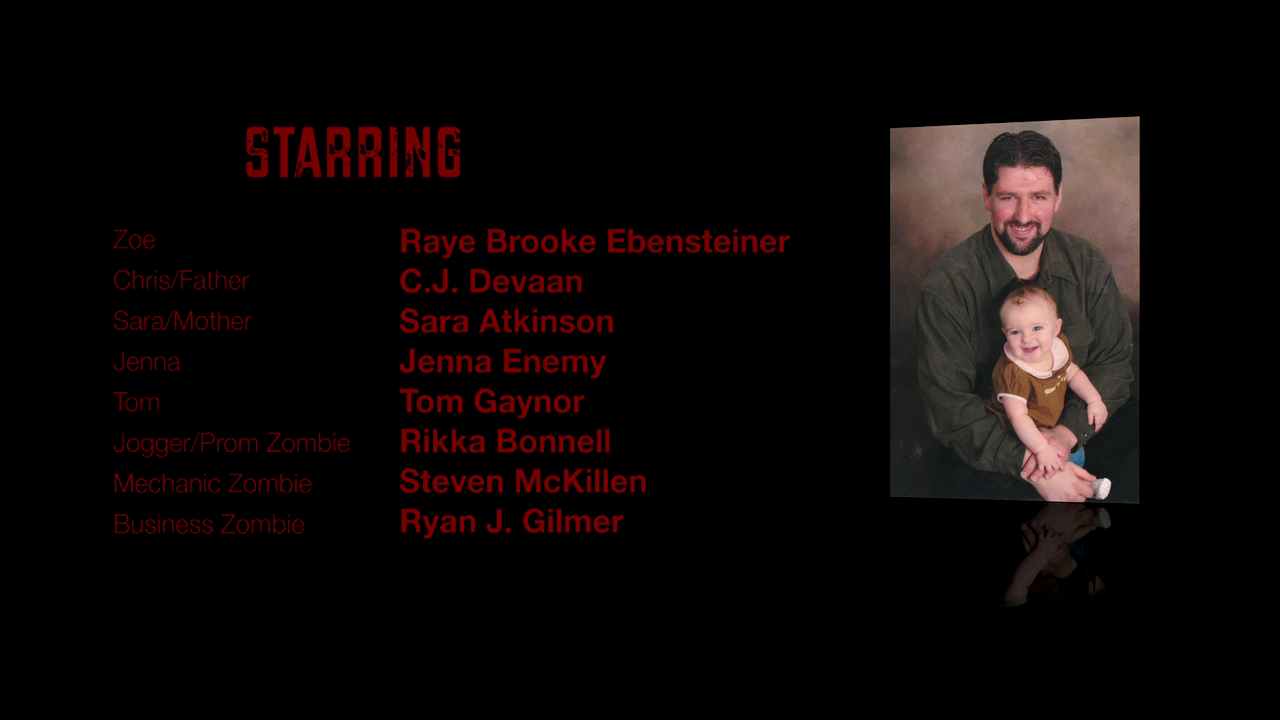 STARRING
Zoe Raye Brooke Ebensteiner
Chris/Father C.J. Devaan
Sara/Mother Sara Atkinson
Jenna Jenna Enemy
Tom Tom Gaynor
Jogger/Prom Zombie Rikka Bonnell
Mechanic Zombie Steven McKillen
Business Zombie Ryan J. Gilmer